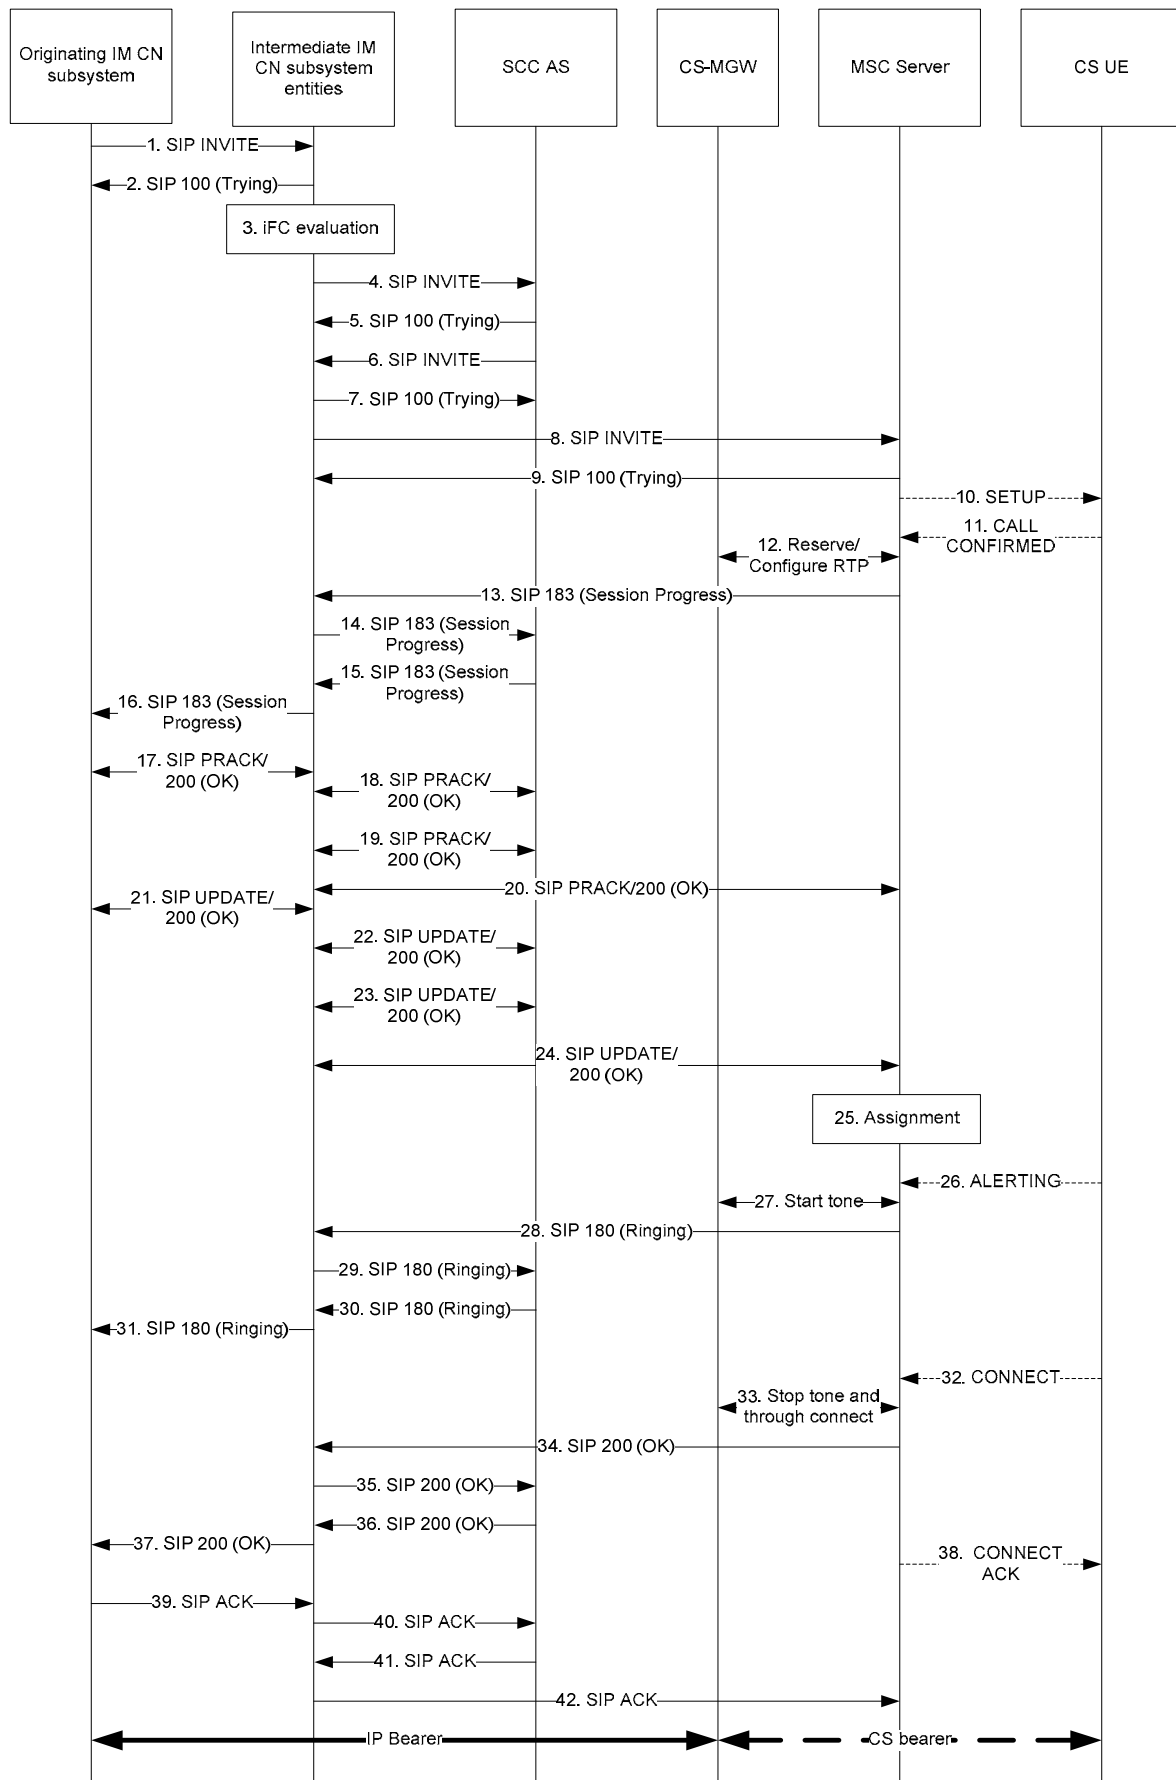 Originating IM CN
subsystem
Intermediate IM
CN subsystem
entities
SCC AS
CS-MGW
MSC Server
CS UE
1. SIP INVITE
2. SIP 100 (Trying)
3. iFC evaluation
4. SIP INVITE
5. SIP 100 (Trying)
6. SIP INVITE
7. SIP 100 (Trying)
8. SIP INVITE
9. SIP 100 (Trying)
10. SETUP
11. CALL
CONFIRMED
12. Reserve/
Configure RTP
13. SIP 183 (Session Progress)
14. SIP 183 (Session
Progress)
15. SIP 183 (Session
Progress)
16. SIP 183 (Session
Progress)
17. SIP PRACK/
200 (OK)
18. SIP PRACK/
200 (OK)
19. SIP PRACK/
200 (OK)
20. SIP PRACK/200 (OK)
21. SIP UPDATE/
200 (OK)
22. SIP UPDATE/
200 (OK)
23. SIP UPDATE/
200 (OK)
24. SIP UPDATE/
200 (OK)
25. Assignment
26. ALERTING
27. Start tone
28. SIP 180 (Ringing)
29. SIP 180 (Ringing)
30. SIP 180 (Ringing)
31. SIP 180 (Ringing)
32. CONNECT
33. Stop tone and
through connect
34. SIP 200 (OK)
35. SIP 200 (OK)
36. SIP 200 (OK)
37. SIP 200 (OK)
38. CONNECT
ACK
39. SIP ACK
40. SIP ACK
41. SIP ACK
42. SIP ACK
IP Bearer
CS bearer